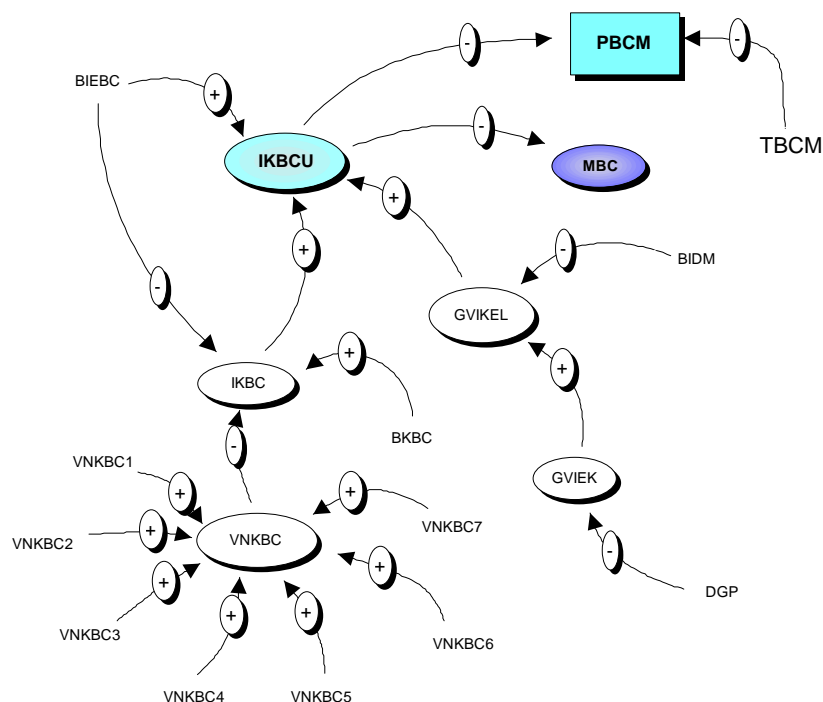 PBCM
-
-
TBCM
BIEBC
+
IKBCU
-
MBC
+
+
-
BIDM
-
GVIKEL
IKBC
+
+
BKBC
-
GVIEK
VNKBC1
+
+
VNKBC7
VNKBC2
+
VNKBC
-
+
+
DGP
VNKBC3
+
+
VNKBC6
VNKBC4
VNKBC5